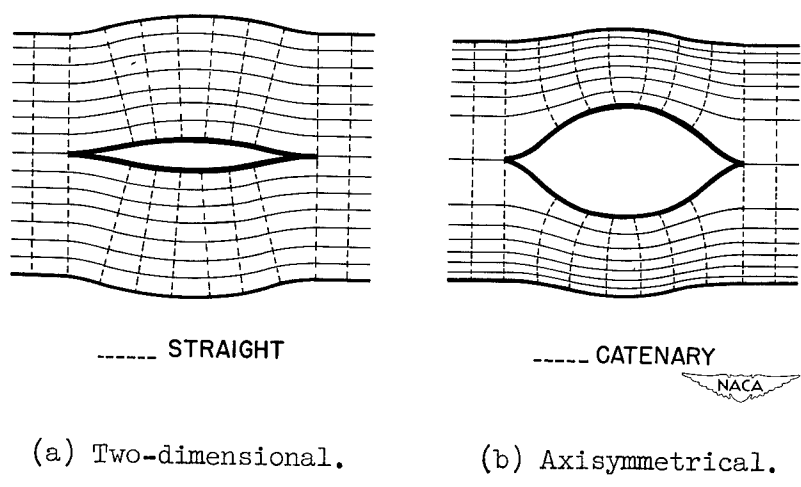 ------ STRAIGHT
----- CATENARY
NACA
(a) Two-dimensional.
(b) Axisymmetrical.